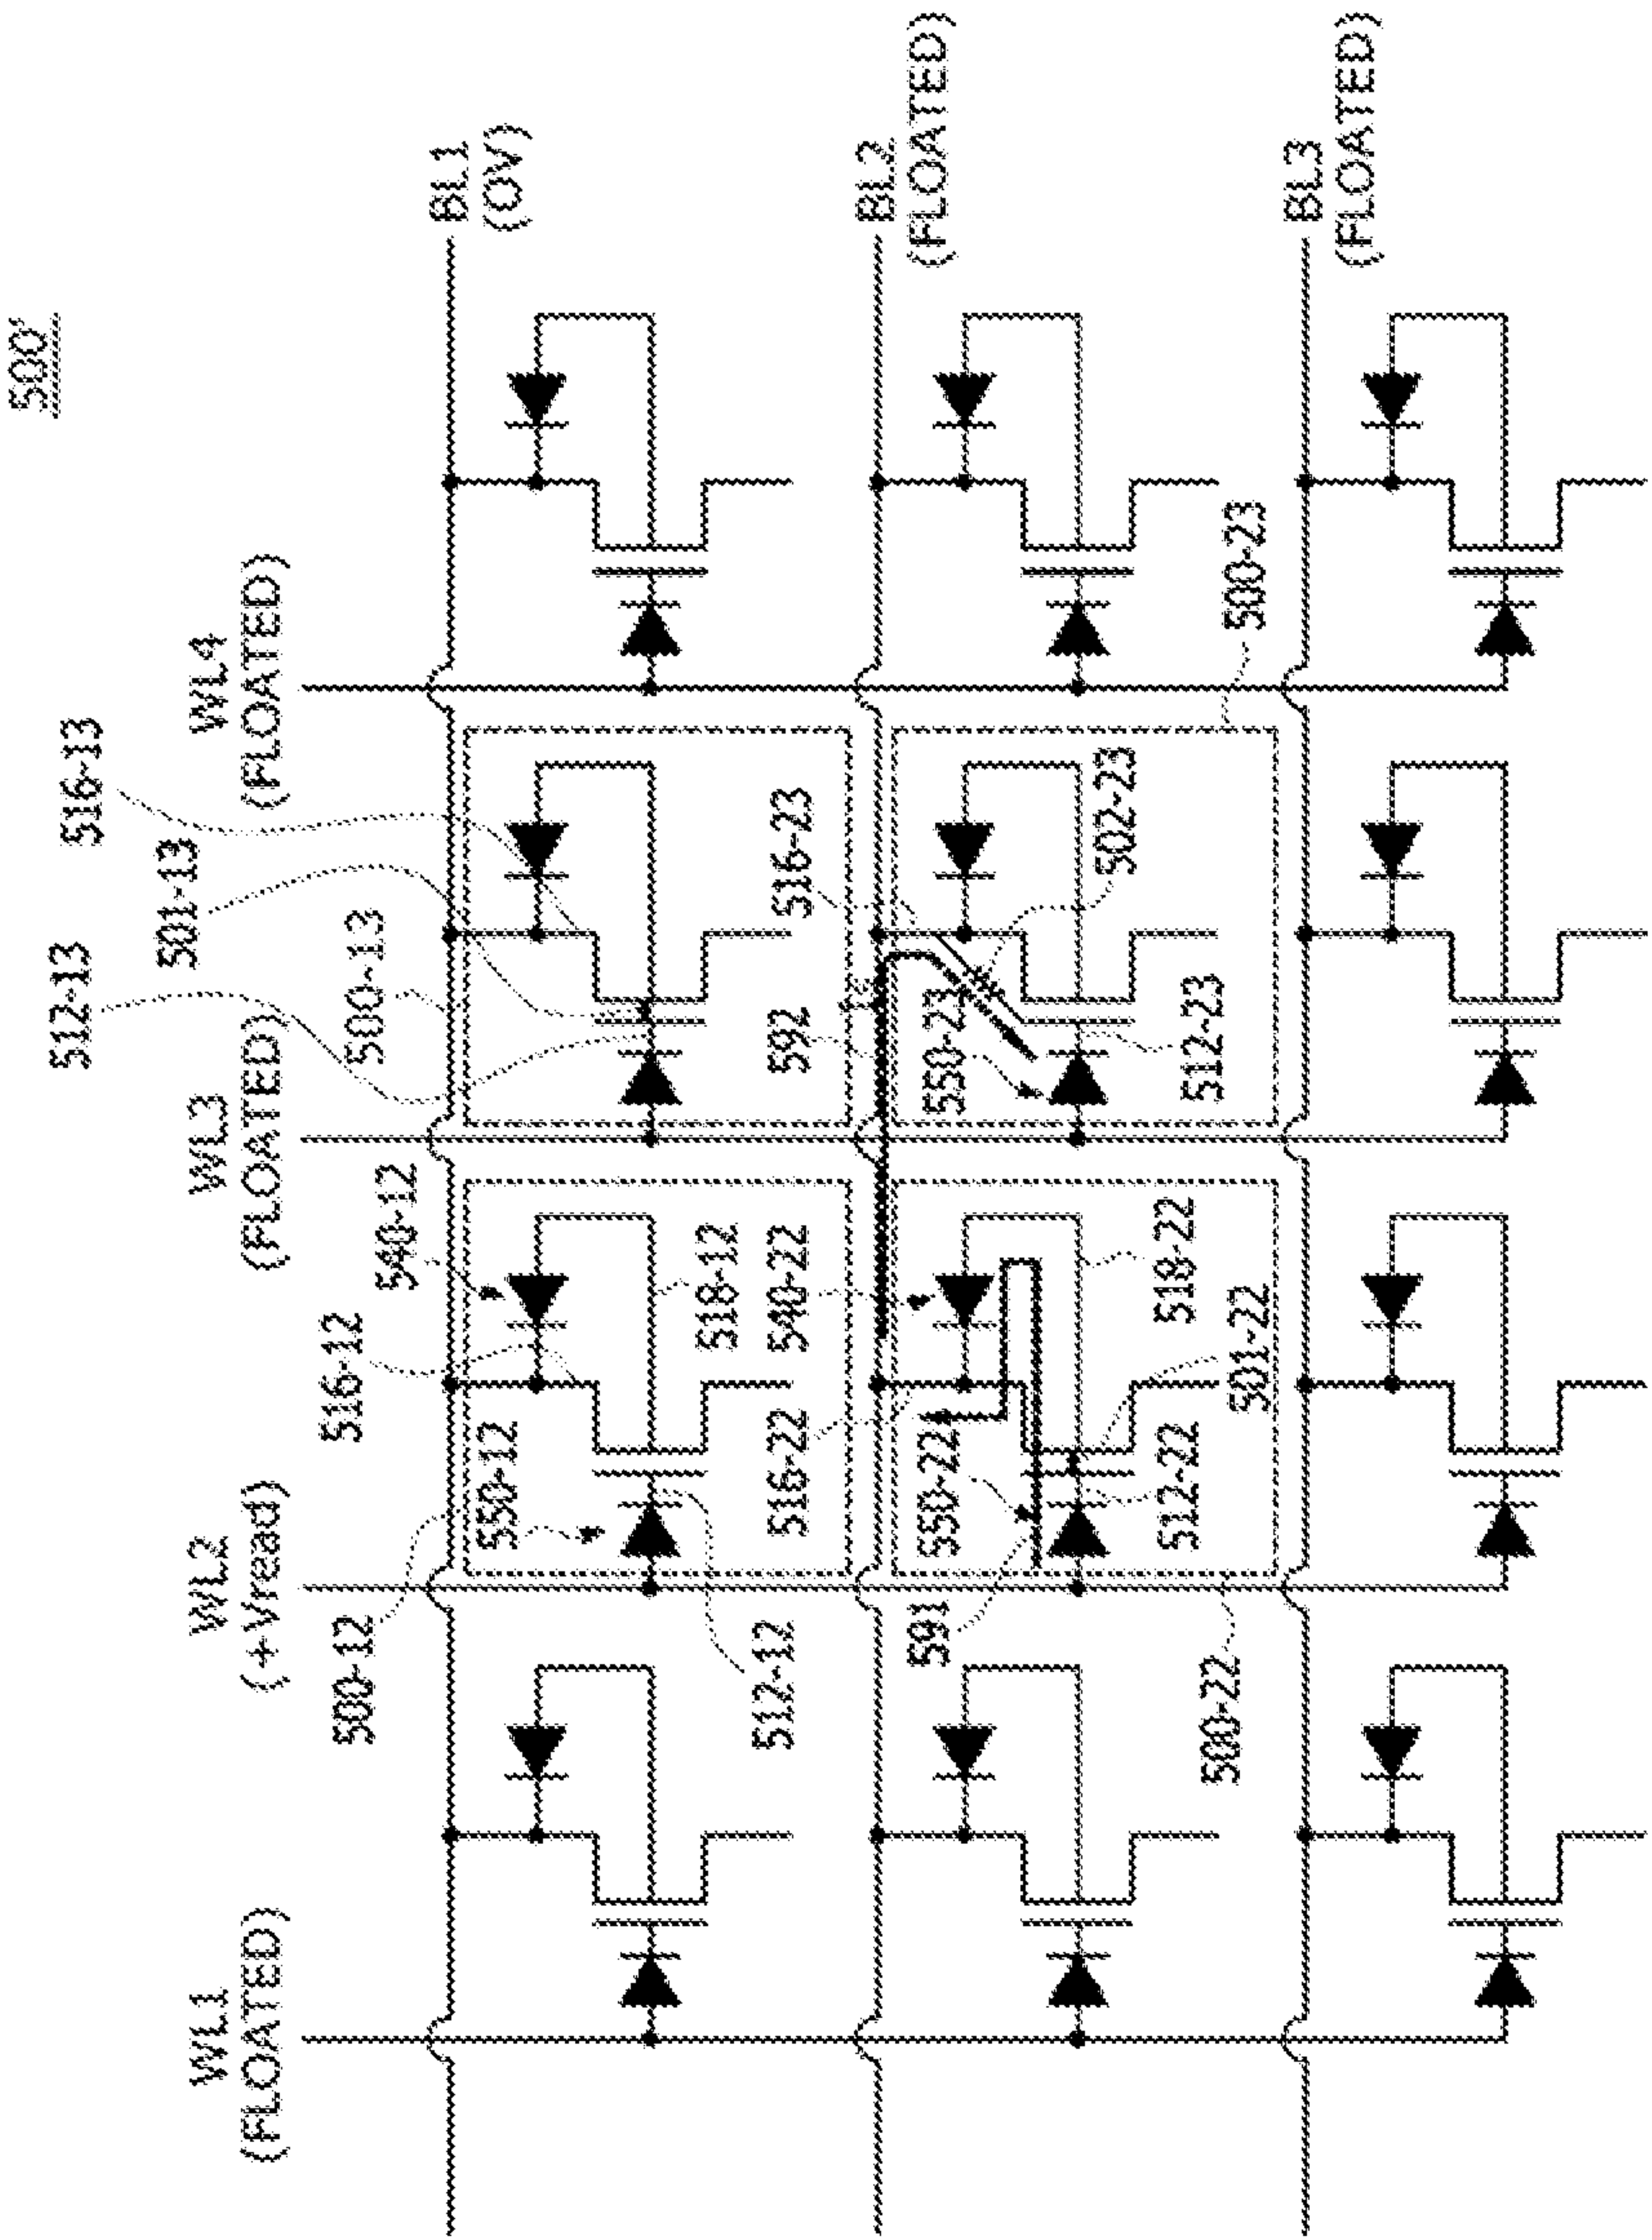 500'
WL1
(FLOATED)
WL2
(+Vread)
WL3
(FLOATED)
WL4
(FLOATED)
BL1
(0V)
BL2
(FLOATED)
BL3
(FLOATED)
500-12
516-12
540-12
550-12
512-12
518-12
512-13
501-13
516-13
500-13
516-22
540-22
550-22
591
512-22
501-22
518-22
500-22
592
516-23
550-23
502-23
512-23
500-23